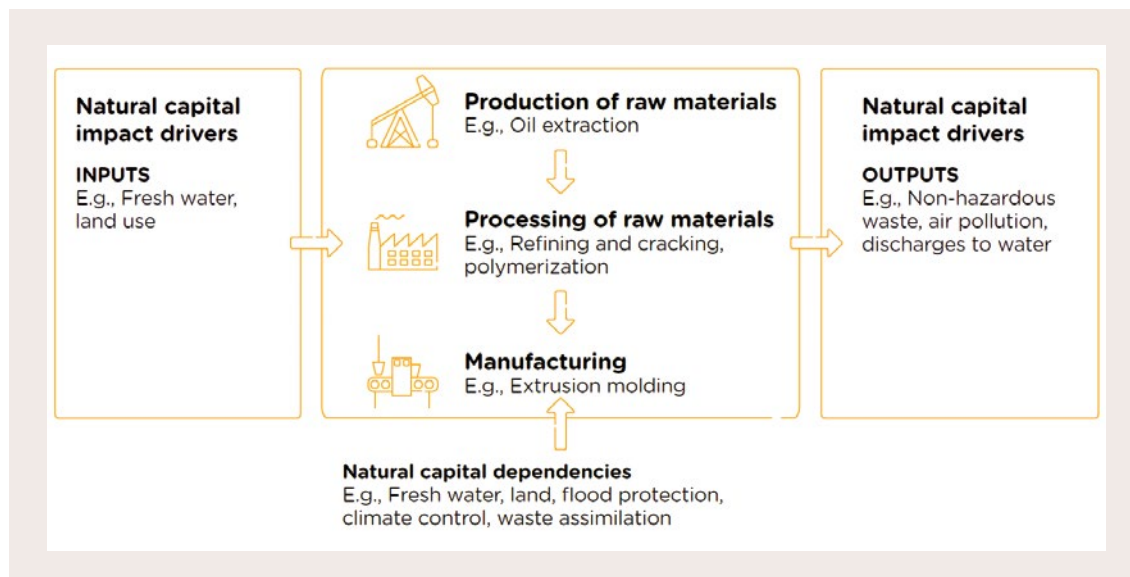 Natural capital
impact drivers
INPUTS
E.g., Fresh water,
land use
Production of raw materials
E.g., Oil extraction
Processing of raw materials
E.g., Refining and cracking,
polymerization
Manufacturing
E.g., Extrusion molding
Natural capital dependencies
E.g., Fresh water, land, flood protection,
climate control, waste assimilation
Natural capital
impact drivers
OUTPUTS
E.g., Non-hazardous
waste, air pollution,
discharges to water